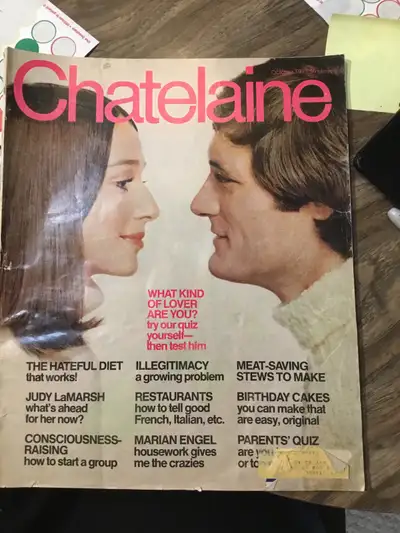 Chatelaine
WHAT KIND
OF LOVER
ARE YOU?
try our quiz
yourself—
then test him
THE HATEFUL DIET
that works!
JUDY LaMARSH
what's ahead
for her now?
CONSCIOUSNESS-
RAISING
how to start a group
ILLEGITIMACY
a growing problem
RESTAURANTS
how to tell good
French, Italian, etc.
MARIAN ENGEL
housework gives
me the crazies
MEAT-SAVING
STEWS TO MAKE
BIRTHDAY CAKES
you can make that
are easy, original
PARENTS' QUIZ
are you
or to